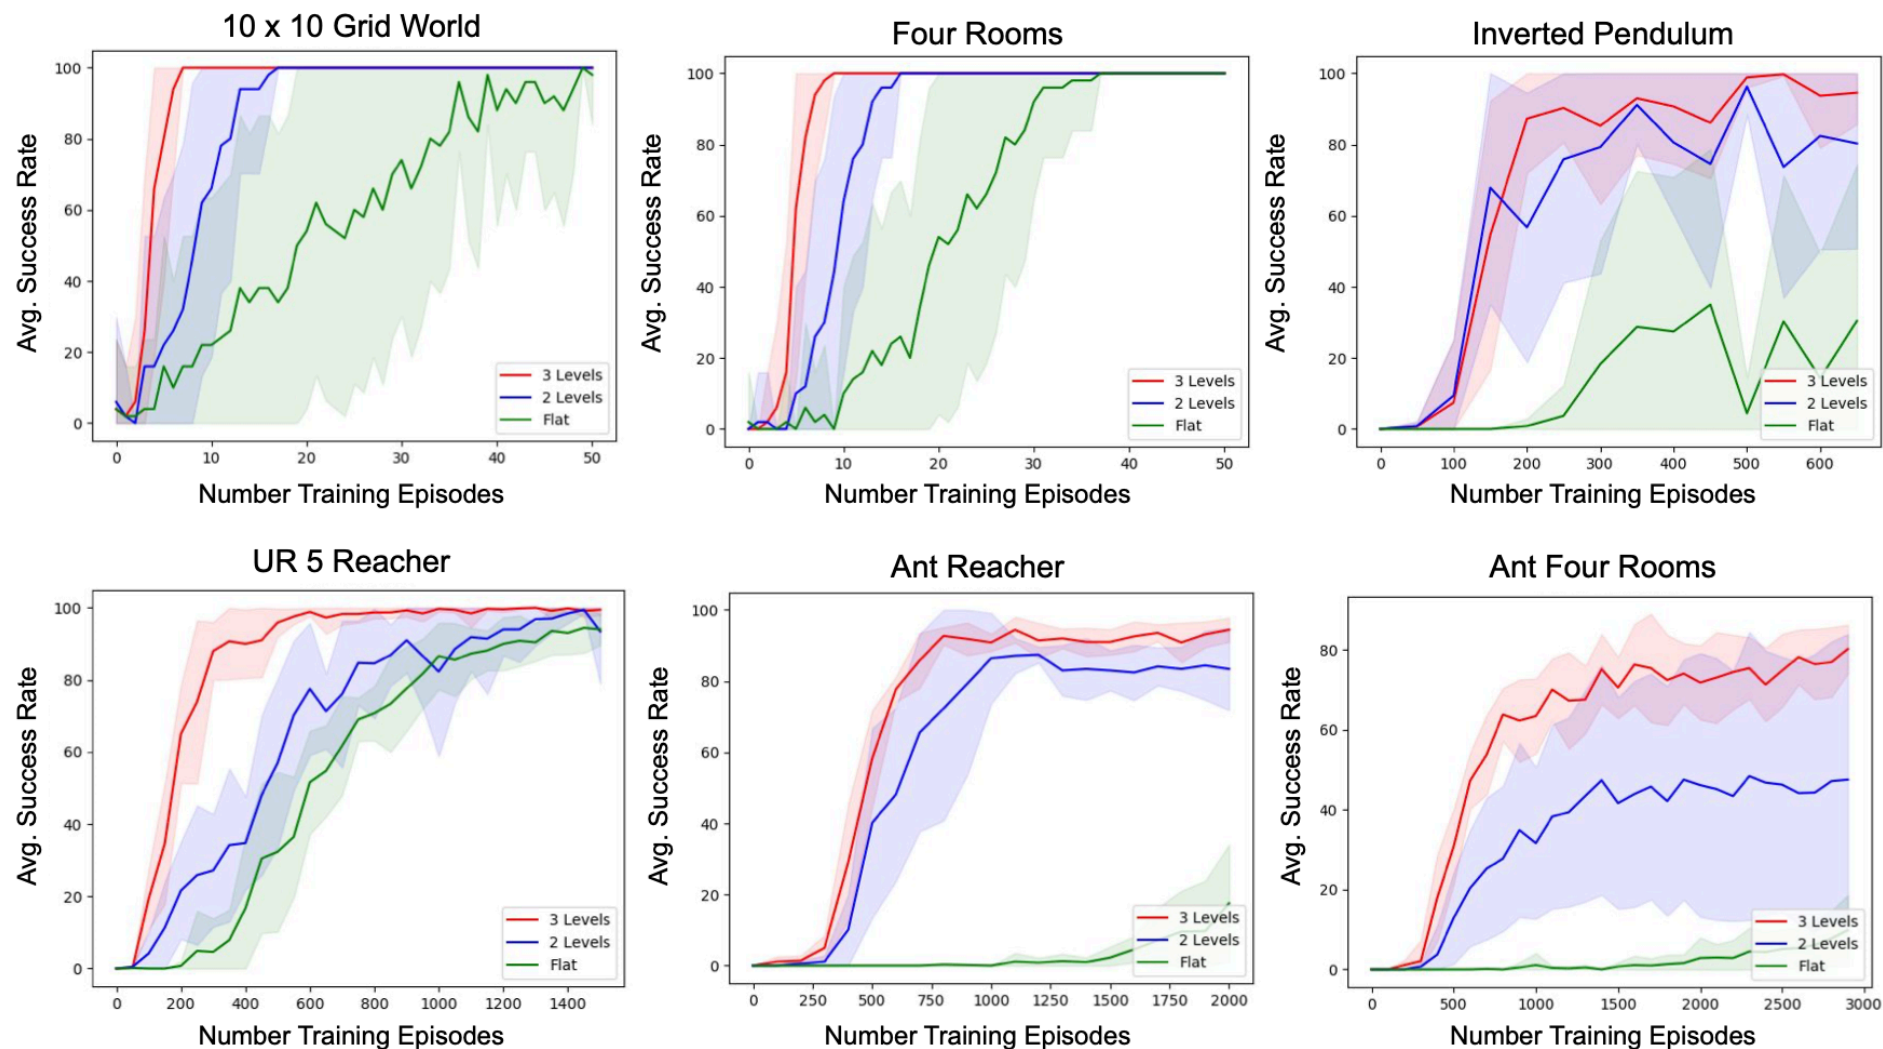 10 x 10 Grid World
Avg. Success Rate
100
80
60
40
20
0
0 10 20 30 40 50
3 Levels
2 Levels
Flat
Number Training Episodes
Four Rooms
Avg. Success Rate
100
80
60
40
20
0
0 10 20 30 40 50
3 Levels
2 Levels
Flat
Number Training Episodes
Inverted Pendulum
Avg. Success Rate
100
80
60
40
20
0
0 100 200 300 400 500 600
3 Levels
2 Levels
Flat
Number Training Episodes
UR 5 Reacher
Avg. Success Rate
100
80
60
40
20
0
0 200 400 600 800 1000 1200 1400
3 Levels
2 Levels
Flat
Number Training Episodes
Ant Reacher
Avg. Success Rate
100
80
60
40
20
0
0 250 500 750 1000 1250 1500 1750 2000
3 Levels
2 Levels
Flat
Number Training Episodes
Ant Four Rooms
Avg. Success Rate
80
60
40
20
0
0 500 1000 1500 2000 2500 3000
3 Levels
2 Levels
Flat
Number Training Episodes